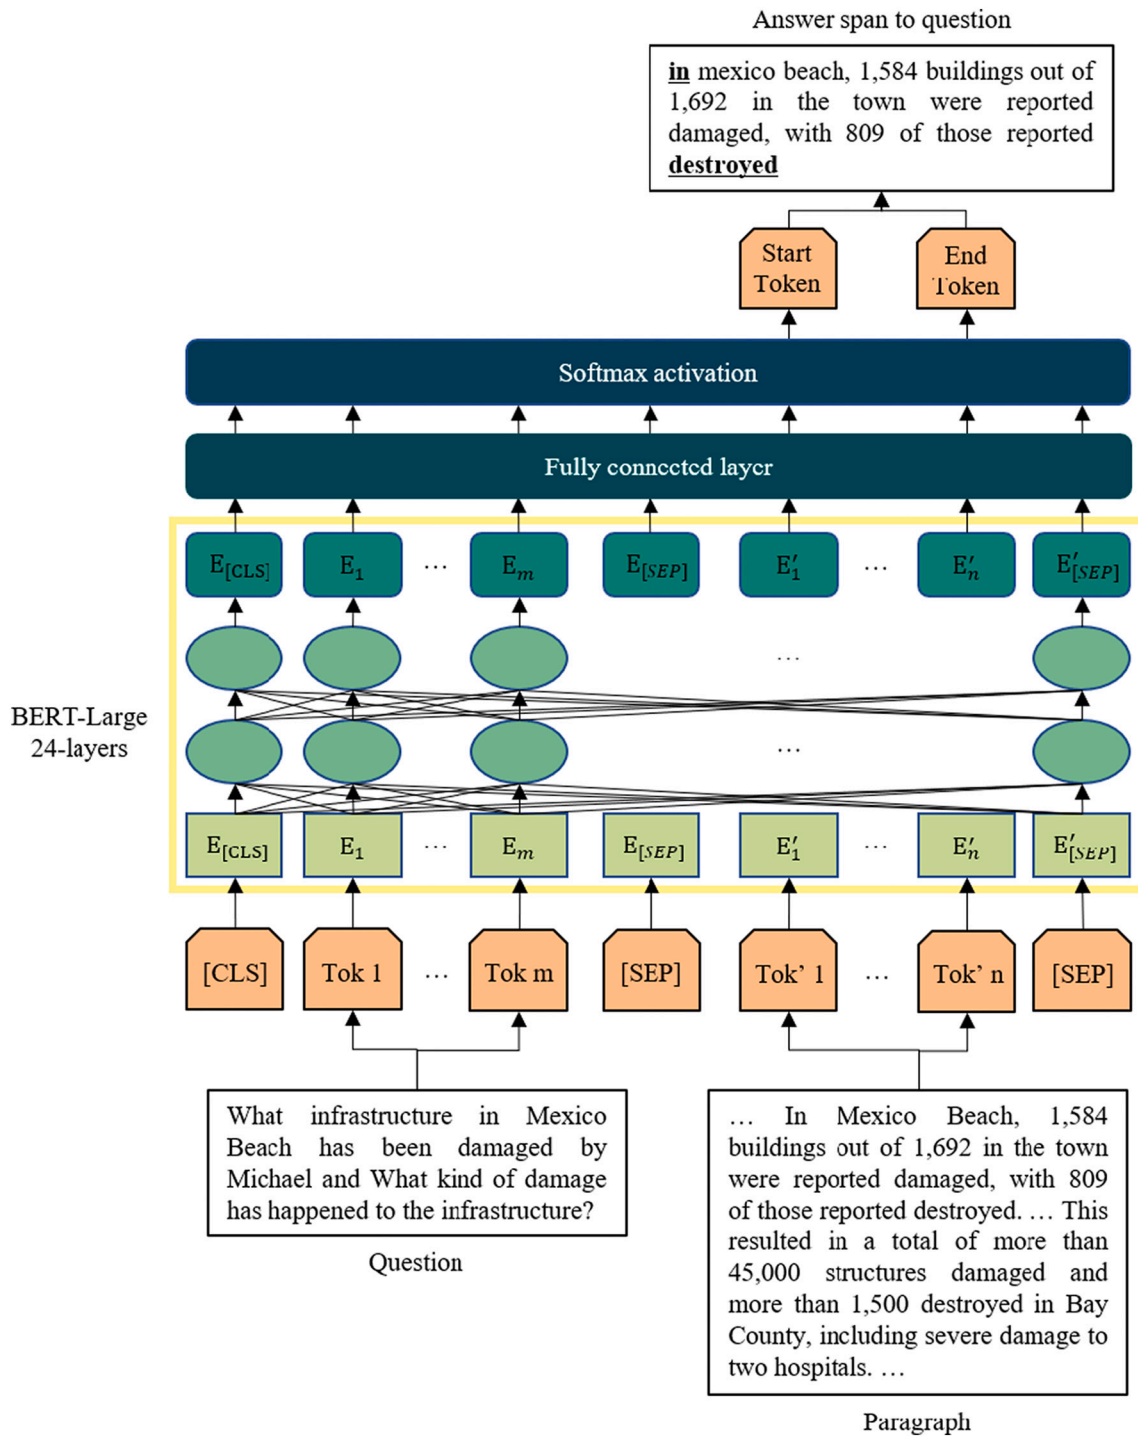 Answer span to question
in mexico beach, 1,584 buildings out of
1,692 in the town were reported
damaged, with 809 of those reported
destroyed
Start
Token
End
Token
Softmax activation
Fully connected layer
E[CLS] E1 … Em E[SEP] E′1 … E′n E′[SEP]
…
BERT-Large
24-layers
…
E[CLS] E1 … Em E[SEP] E′1 … E′n E′[SEP]
[CLS] Tok 1 … Tok m [SEP] Tok’ 1 … Tok’ n [SEP]
What infrastructure in Mexico
Beach has been damaged by
Michael and What kind of damage
has happened to the infrastructure?
Question
… In Mexico Beach, 1,584
buildings out of 1,692 in the town
were reported damaged, with 809
of those reported destroyed. … This
resulted in a total of more than
45,000 structures damaged and
more than 1,500 destroyed in Bay
County, including severe damage to
two hospitals. …
Paragraph